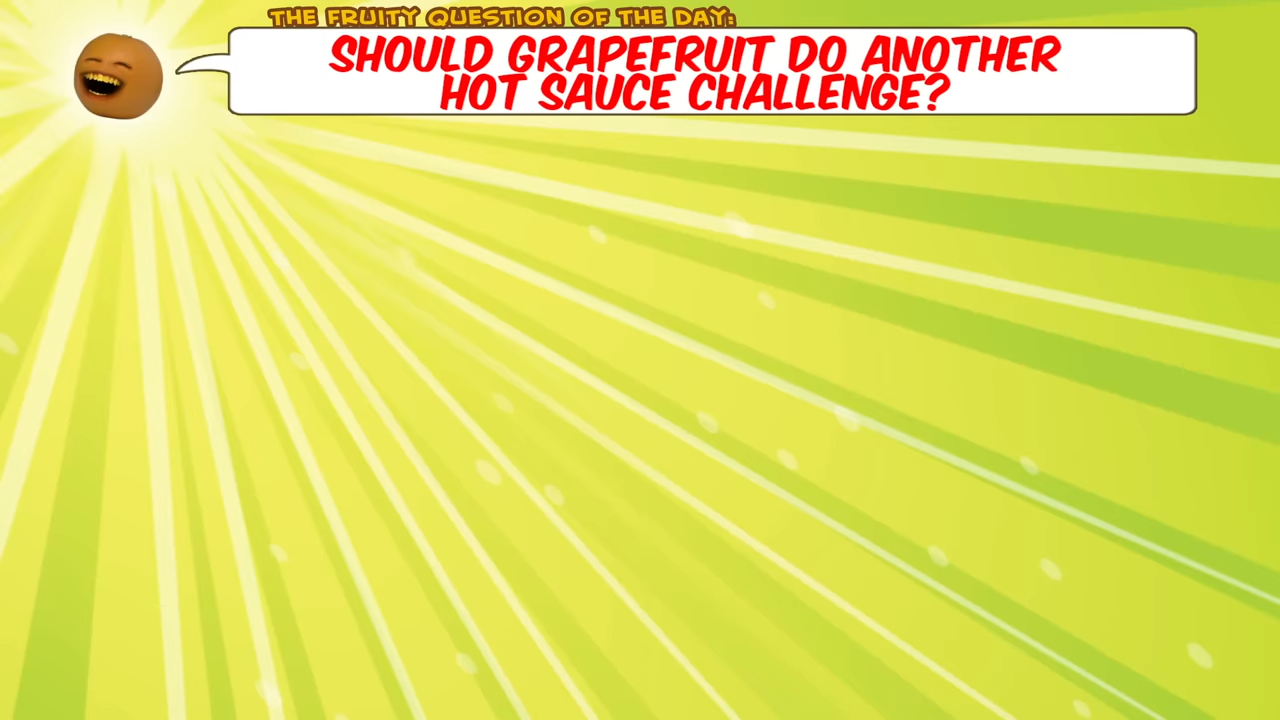 THE FRUITY QUESTION OF THE DAY:
SHOULD GRAPEFRUIT DO ANOTHER
HOT SAUCE CHALLENGE?